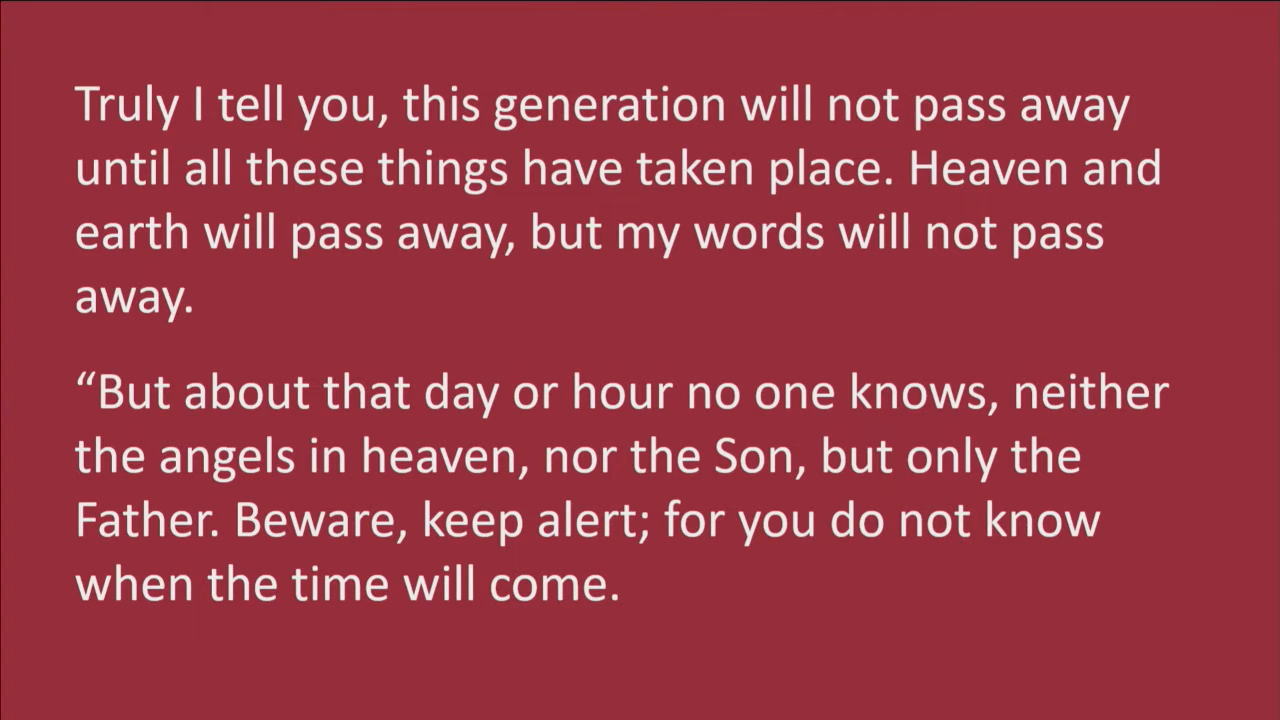 Truly I tell you, this generation will not pass away
until all these things have taken place. Heaven and
earth will pass away, but my words will not pass
away.
“But about that day or hour no one knows, neither
the angels in heaven, nor the Son, but only the
Father. Beware, keep alert; for you do not know
when the time will come.